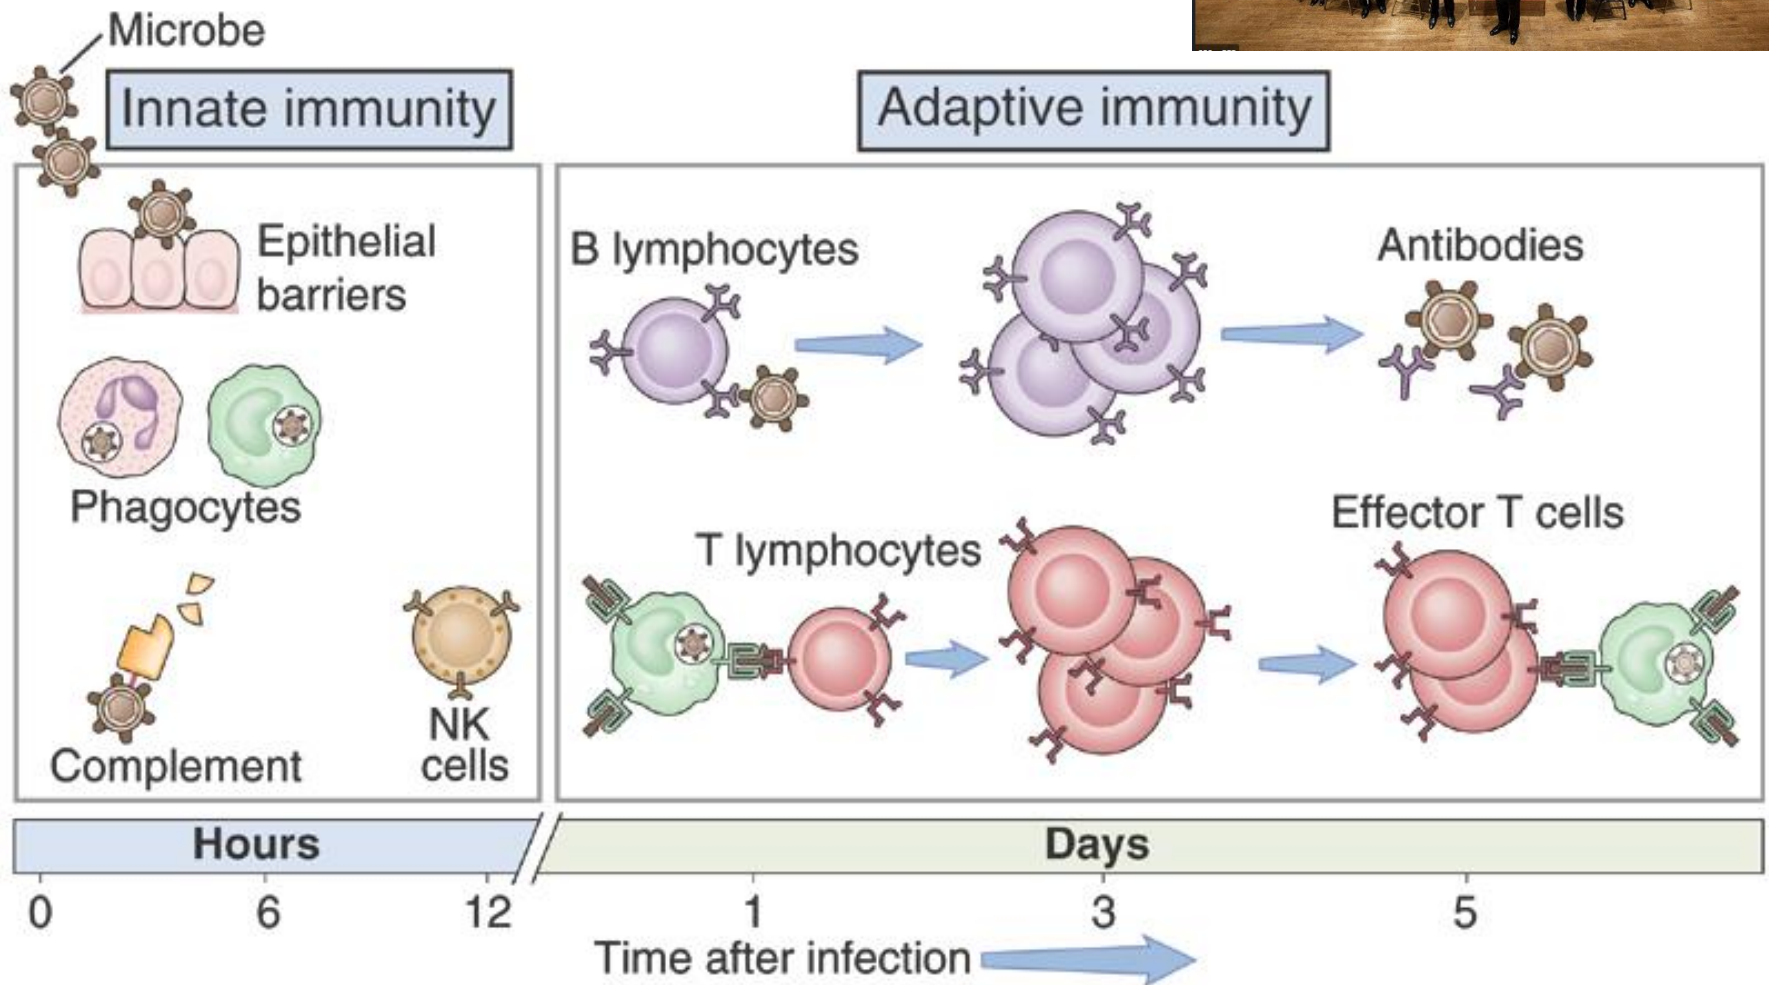 Microbe
Innate immunity
Adaptive immunity
Epithelial
barriers
Phagocytes
Complement
NK
cells
B lymphocytes
Antibodies
T lymphocytes
Effector T cells
Hours
Days
0 6 12 1 3 5
Time after infection